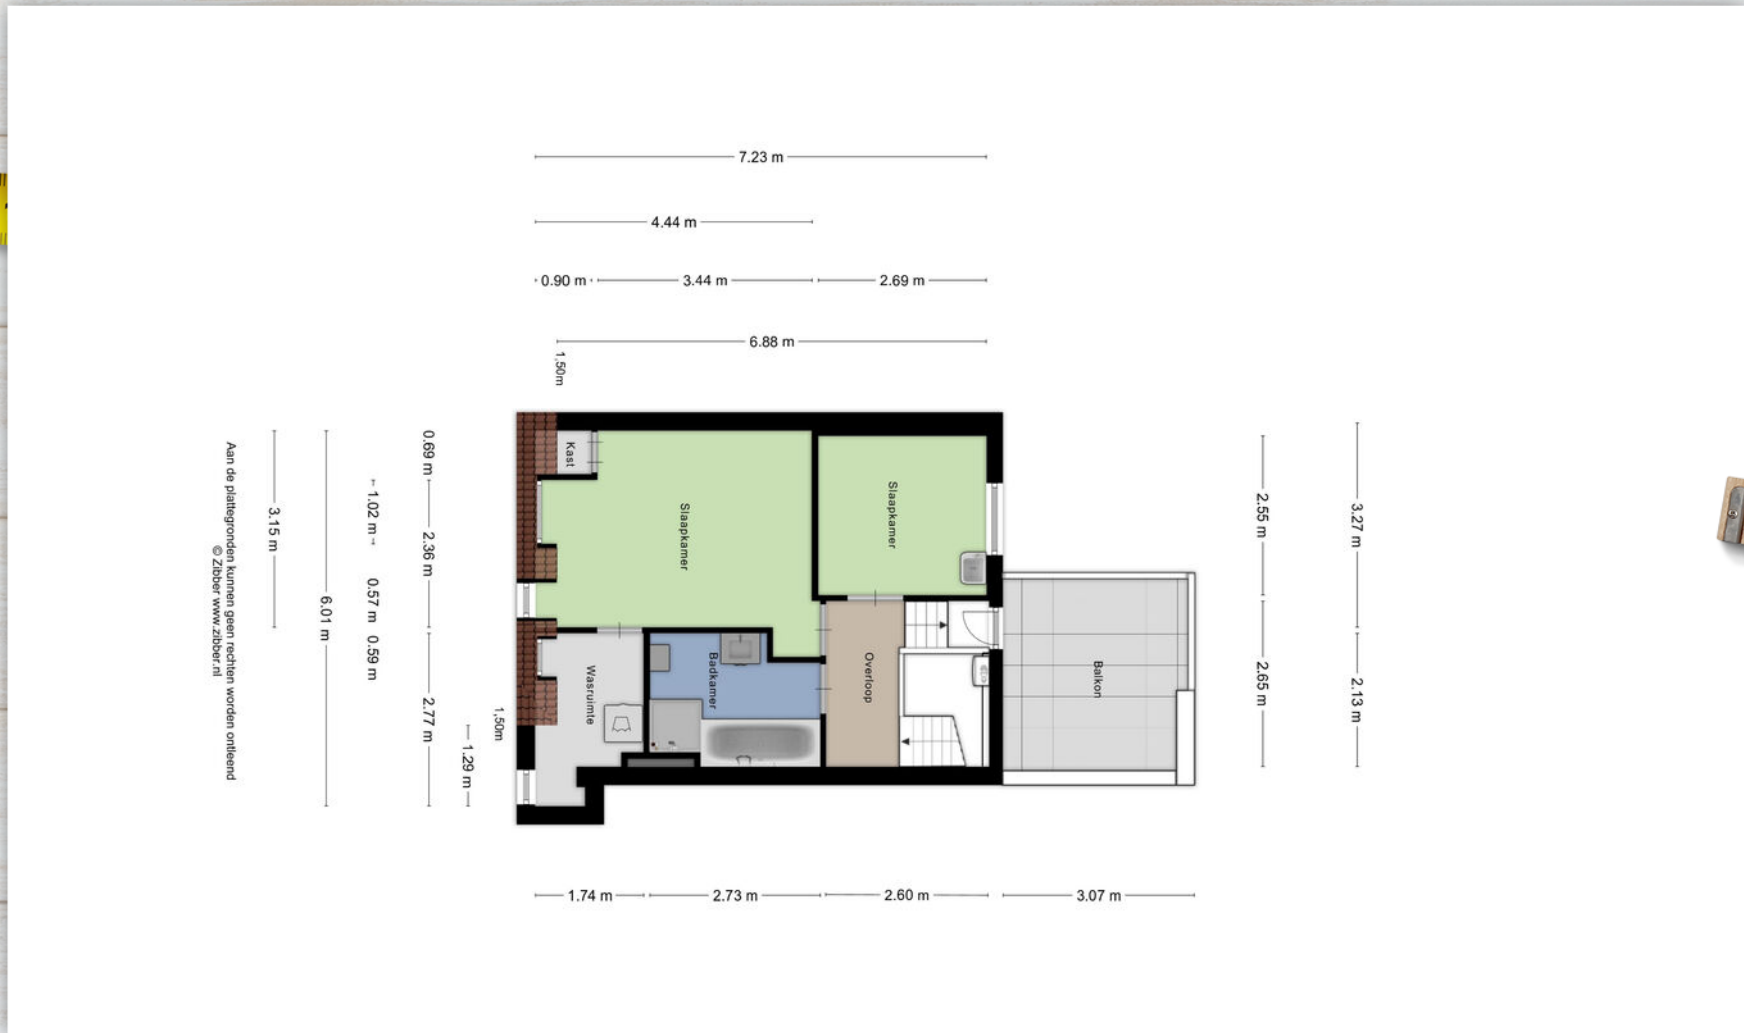 7.23 m
4.44 m
0.90 m
3.44 m
2.69 m
6.88 m
1,50m
Kast
Slaapkamer
Slaapkamer
Wasruimte
Badkamer
Overloop
Balkon
0.69 m
2.36 m
2.77 m
1.02 m
0.57 m
0.59 m
1,50m
1.29 m
6.01 m
3.15 m
2.55 m
2.65 m
3.27 m
2.13 m
1.74 m
2.73 m
2.60 m
3.07 m
Aan de plattegronden kunnen geen rechten worden ontleend
© Zibber www.zibber.nl